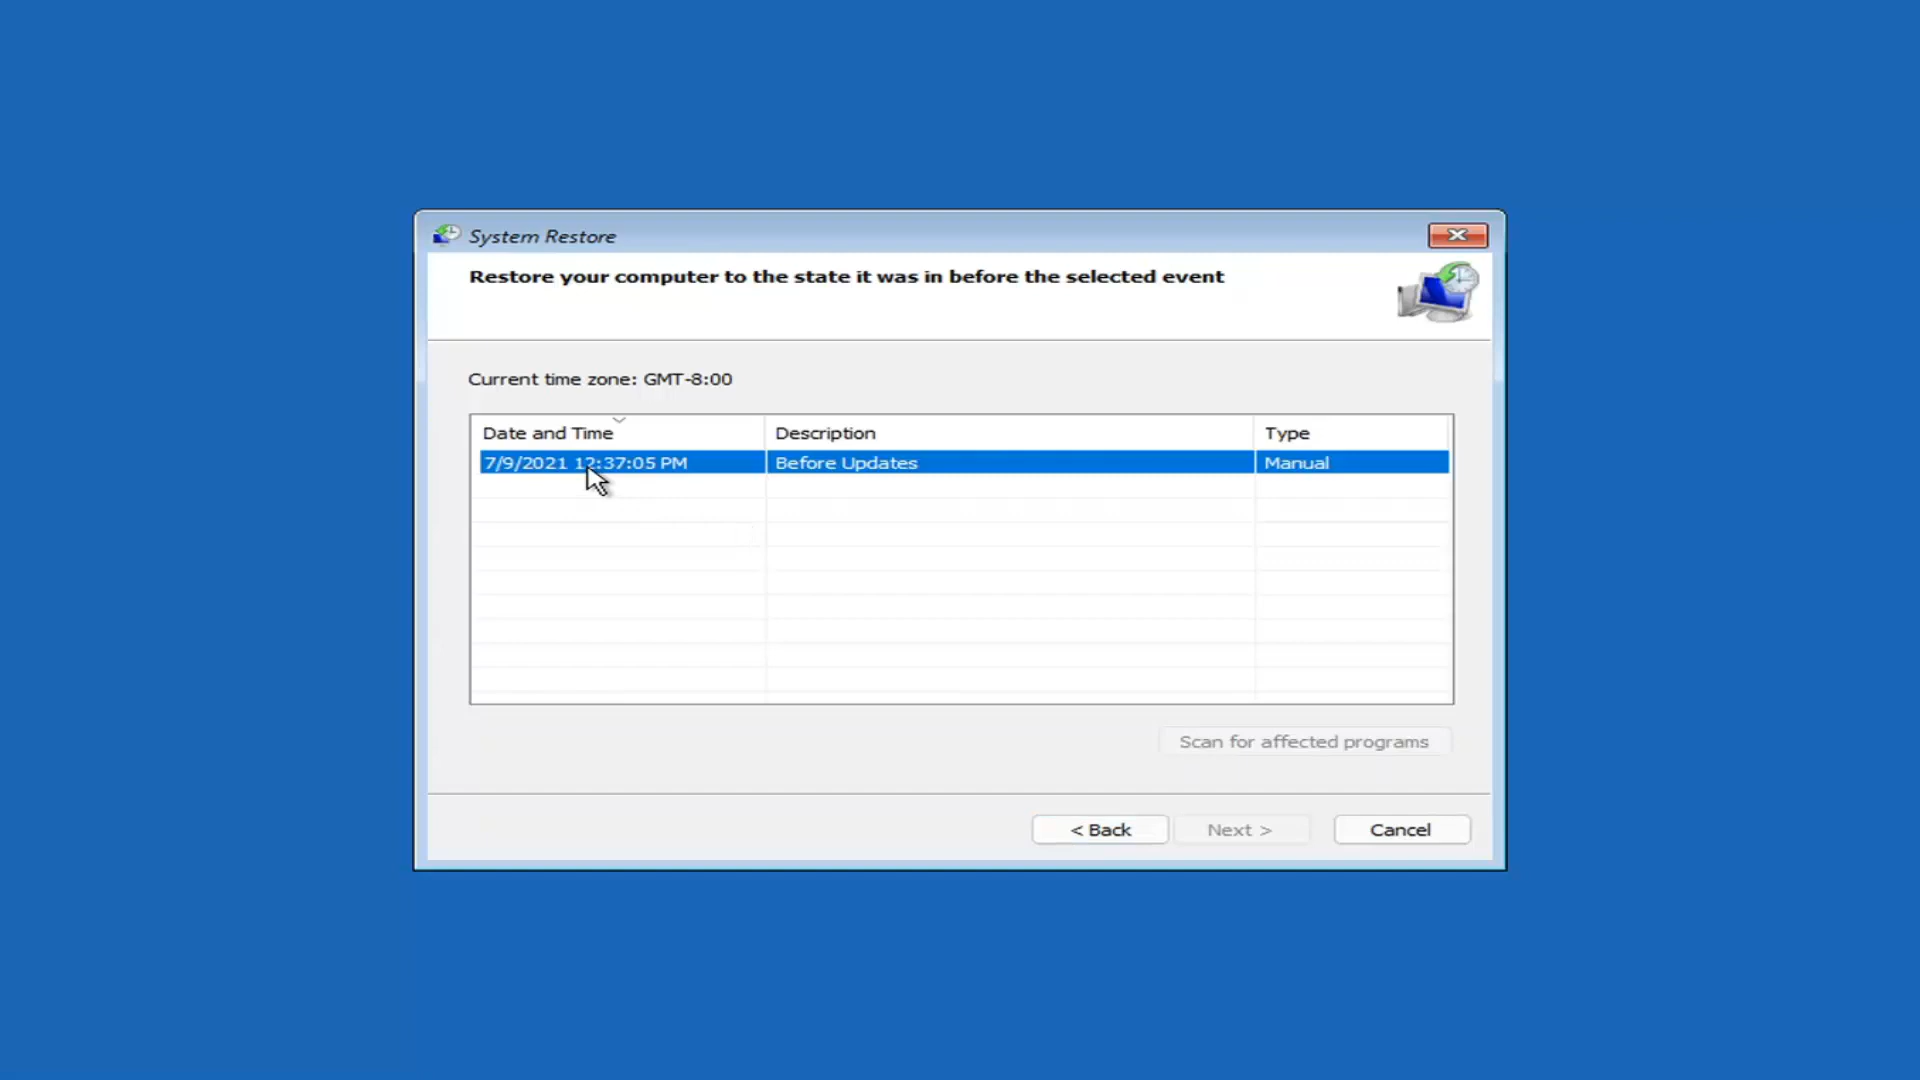 System Restore
Restore your computer to the state it was in before the selected event
Current time zone: GMT-8:00
Date and Time Description Type
7/9/2021 12:37:05 PM Before Updates Manual
Scan for affected programs
< Back Next > Cancel